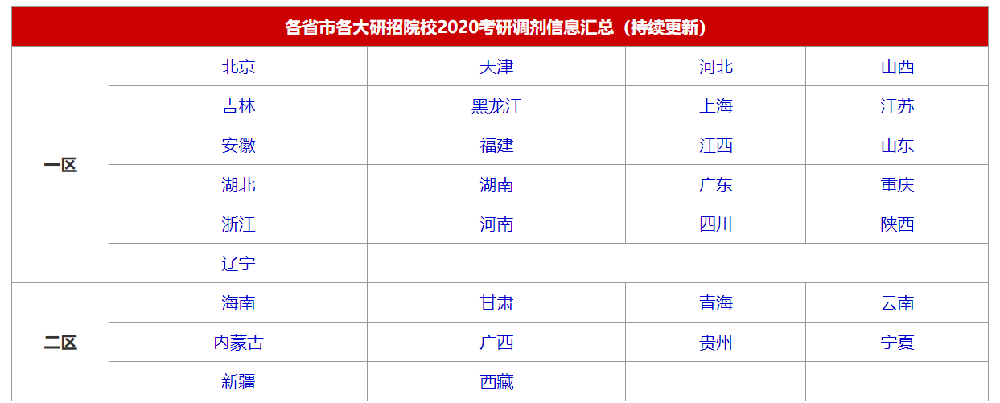 各省市各大研招院校2020考研调剂信息汇总（持续更新）
一区
北京 天津 河北 山西
吉林 黑龙江 上海 江苏
安徽 福建 江西 山东
湖北 湖南 广东 重庆
浙江 河南 四川 陕西
辽宁
二区
海南 甘肃 青海 云南
内蒙古 广西 贵州 宁夏
新疆 西藏